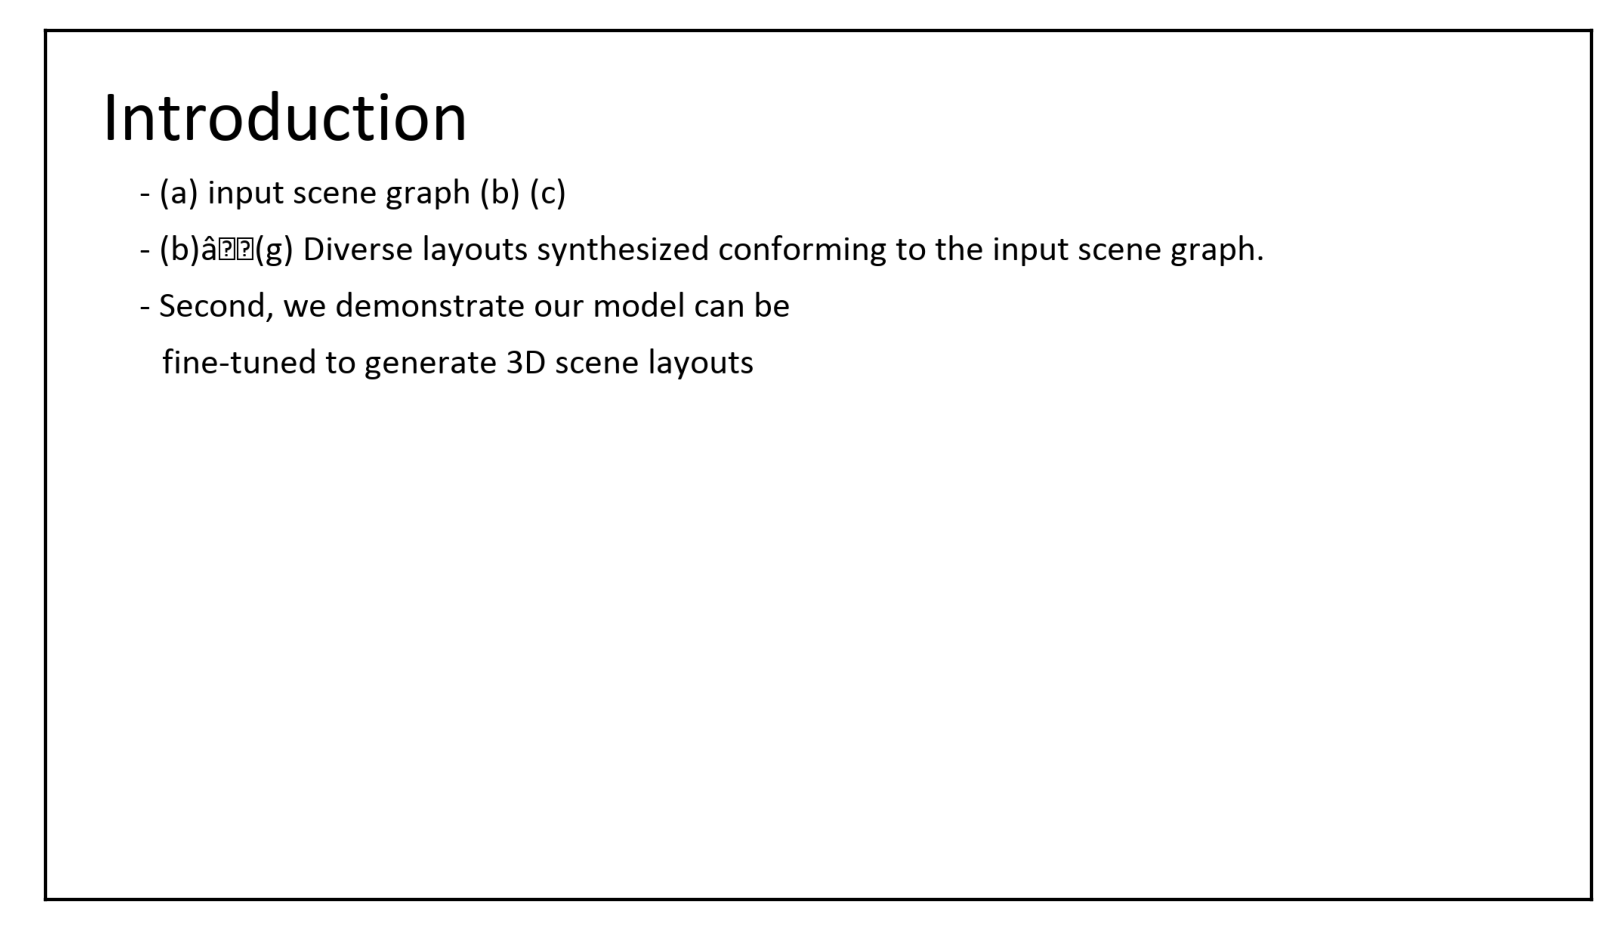 Introduction
- (a) input scene graph (b) (c)
- (b)â��(g) Diverse layouts synthesized conforming to the input scene graph.
- Second, we demonstrate our model can be
fine-tuned to generate 3D scene layouts